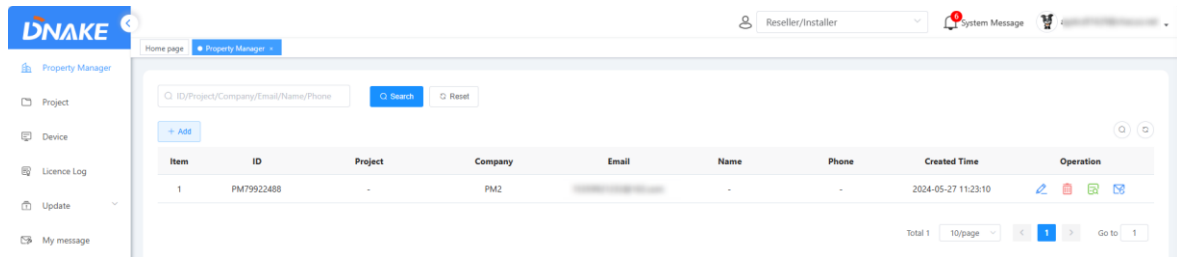 DNAKE
Reseller/Installer
6
System Message
Home page
Property Manager ×
Property Manager
Project
Device
Licence Log
Update
My message
ID/Project/Company/Email/Name/Phone
Search
Reset
+ Add
Item ID Project Company Email Name Phone Created Time Operation
1 PM79922488 - PM2 - - 2024-05-27 11:23:10
Total 1 10/page < 1 > Go to 1